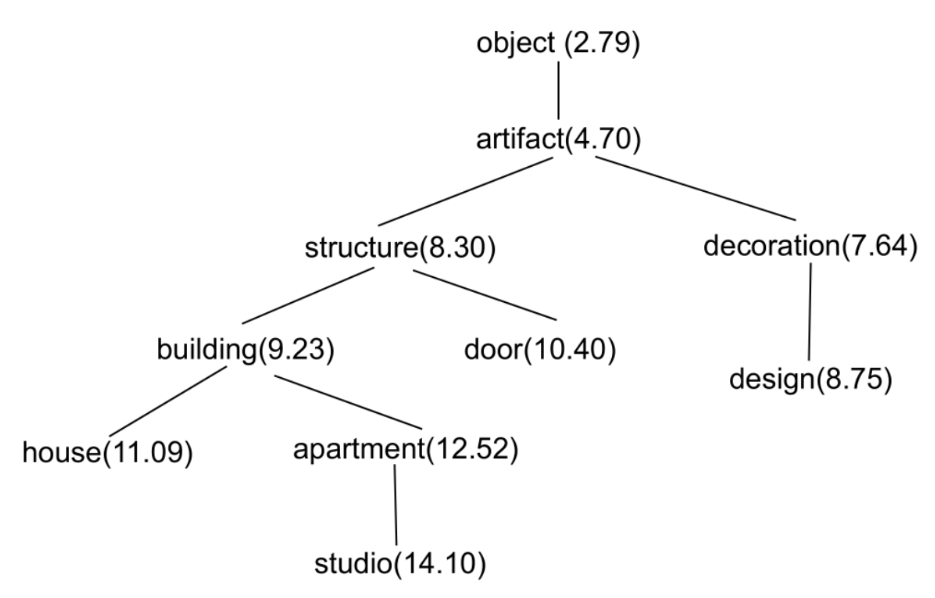 object (2.79)
artifact(4.70)
structure(8.30)
decoration(7.64)
building(9.23)
door(10.40)
design(8.75)
house(11.09)
apartment(12.52)
studio(14.10)